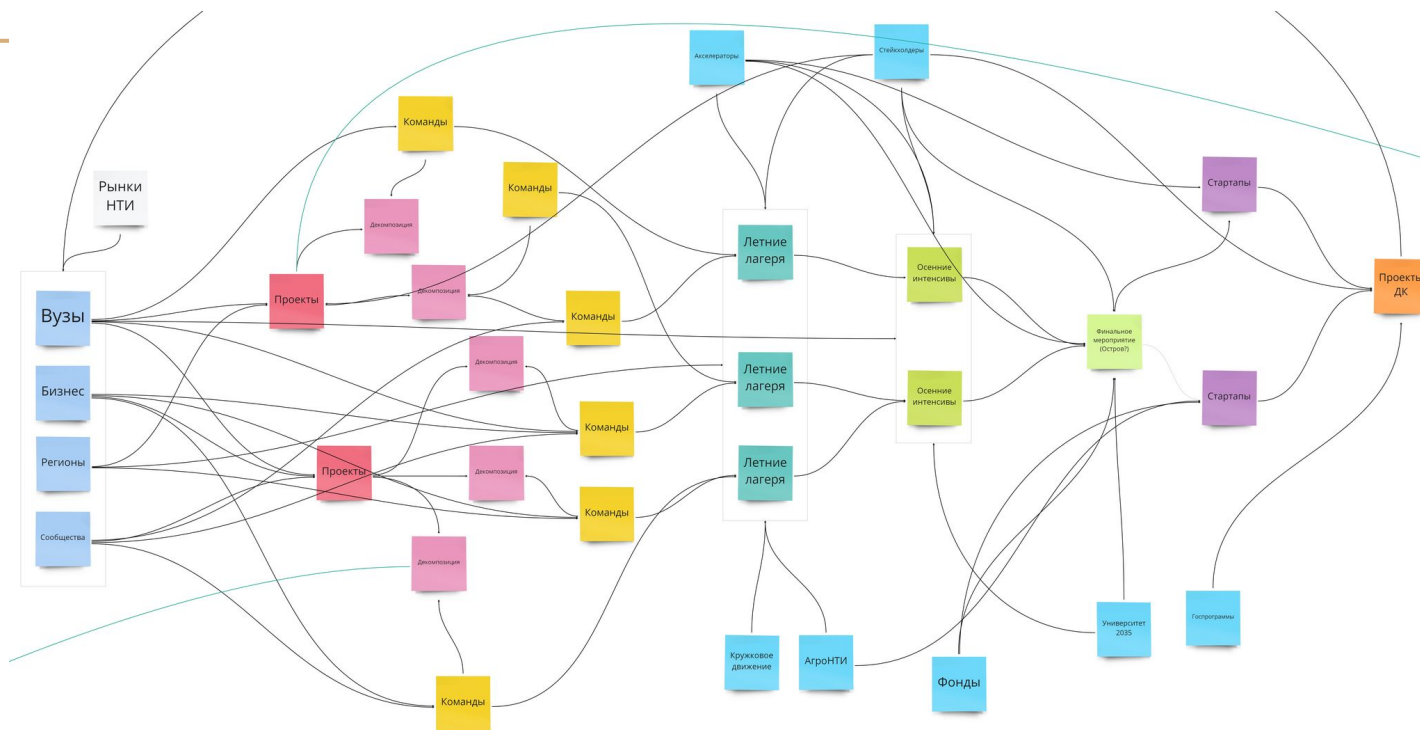 Акселераторы
Стейкхолдеры
Команды
Команды
Рынки
НТИ
Стартапы
Декомпозиция
Летние
лагеря
Осенние
интенсивы
Проекты
Декомпозиция
Проекты
ДК
Вузы
Команды
Финальное
мероприятие
(Остров?)
Декомпозиция
Бизнес
Летние
лагеря
Осенние
интенсивы
Стартапы
Команды
Регионы
Проекты
Декомпозиция
Летние
лагеря
Команды
Сообщества
Декомпозиция
Университет
2035
Госпрограммы
Кружковое
движение
АгроНТИ
Фонды
Команды